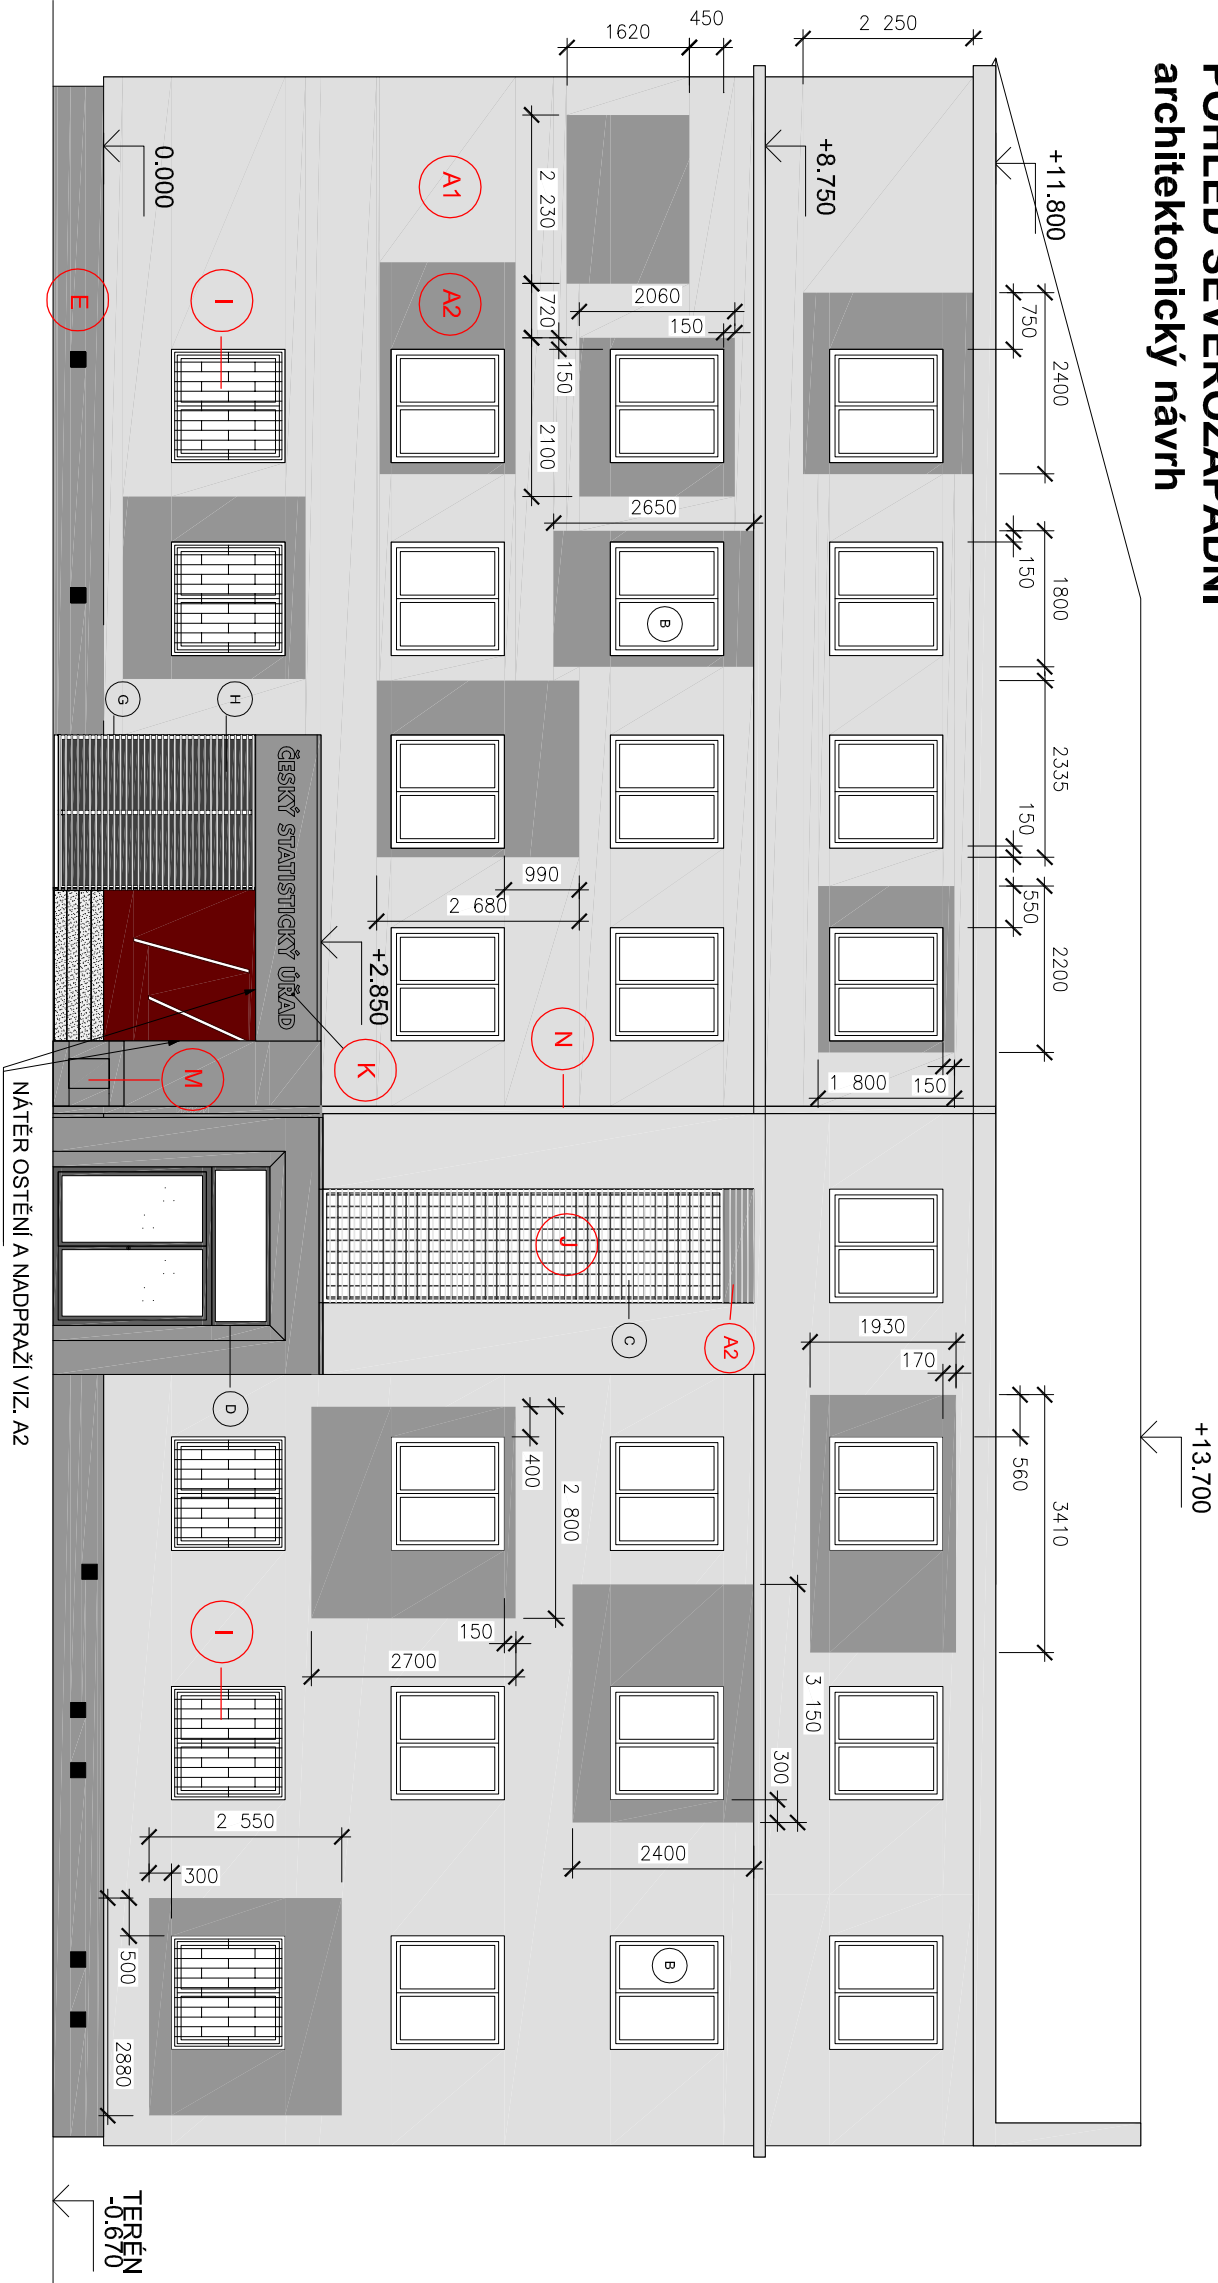 POHLED SEVEROZÁPADNÍ
architektonický návrh
+13.700
+11.800
+8.750
+2.850
0.000
TERÉN
-0.670
750
2400
150
1800
2335
150
550
2200
560
3410
2 250
450
1620
2 230
720
150
2100
2060
150
2650
990
2 680
1 800
150
1930
170
400
2 800
150
2700
3 150
300
2400
2 550
300
500
2880
A1
A2
I
E
B
H
G
ČESKÝ STATISTICKÝ ÚŘAD
K
M
N
J
C
A2
D
I
B
NÁTĚR OSTĚNÍ A NADPRAŽÍ VIZ. A2